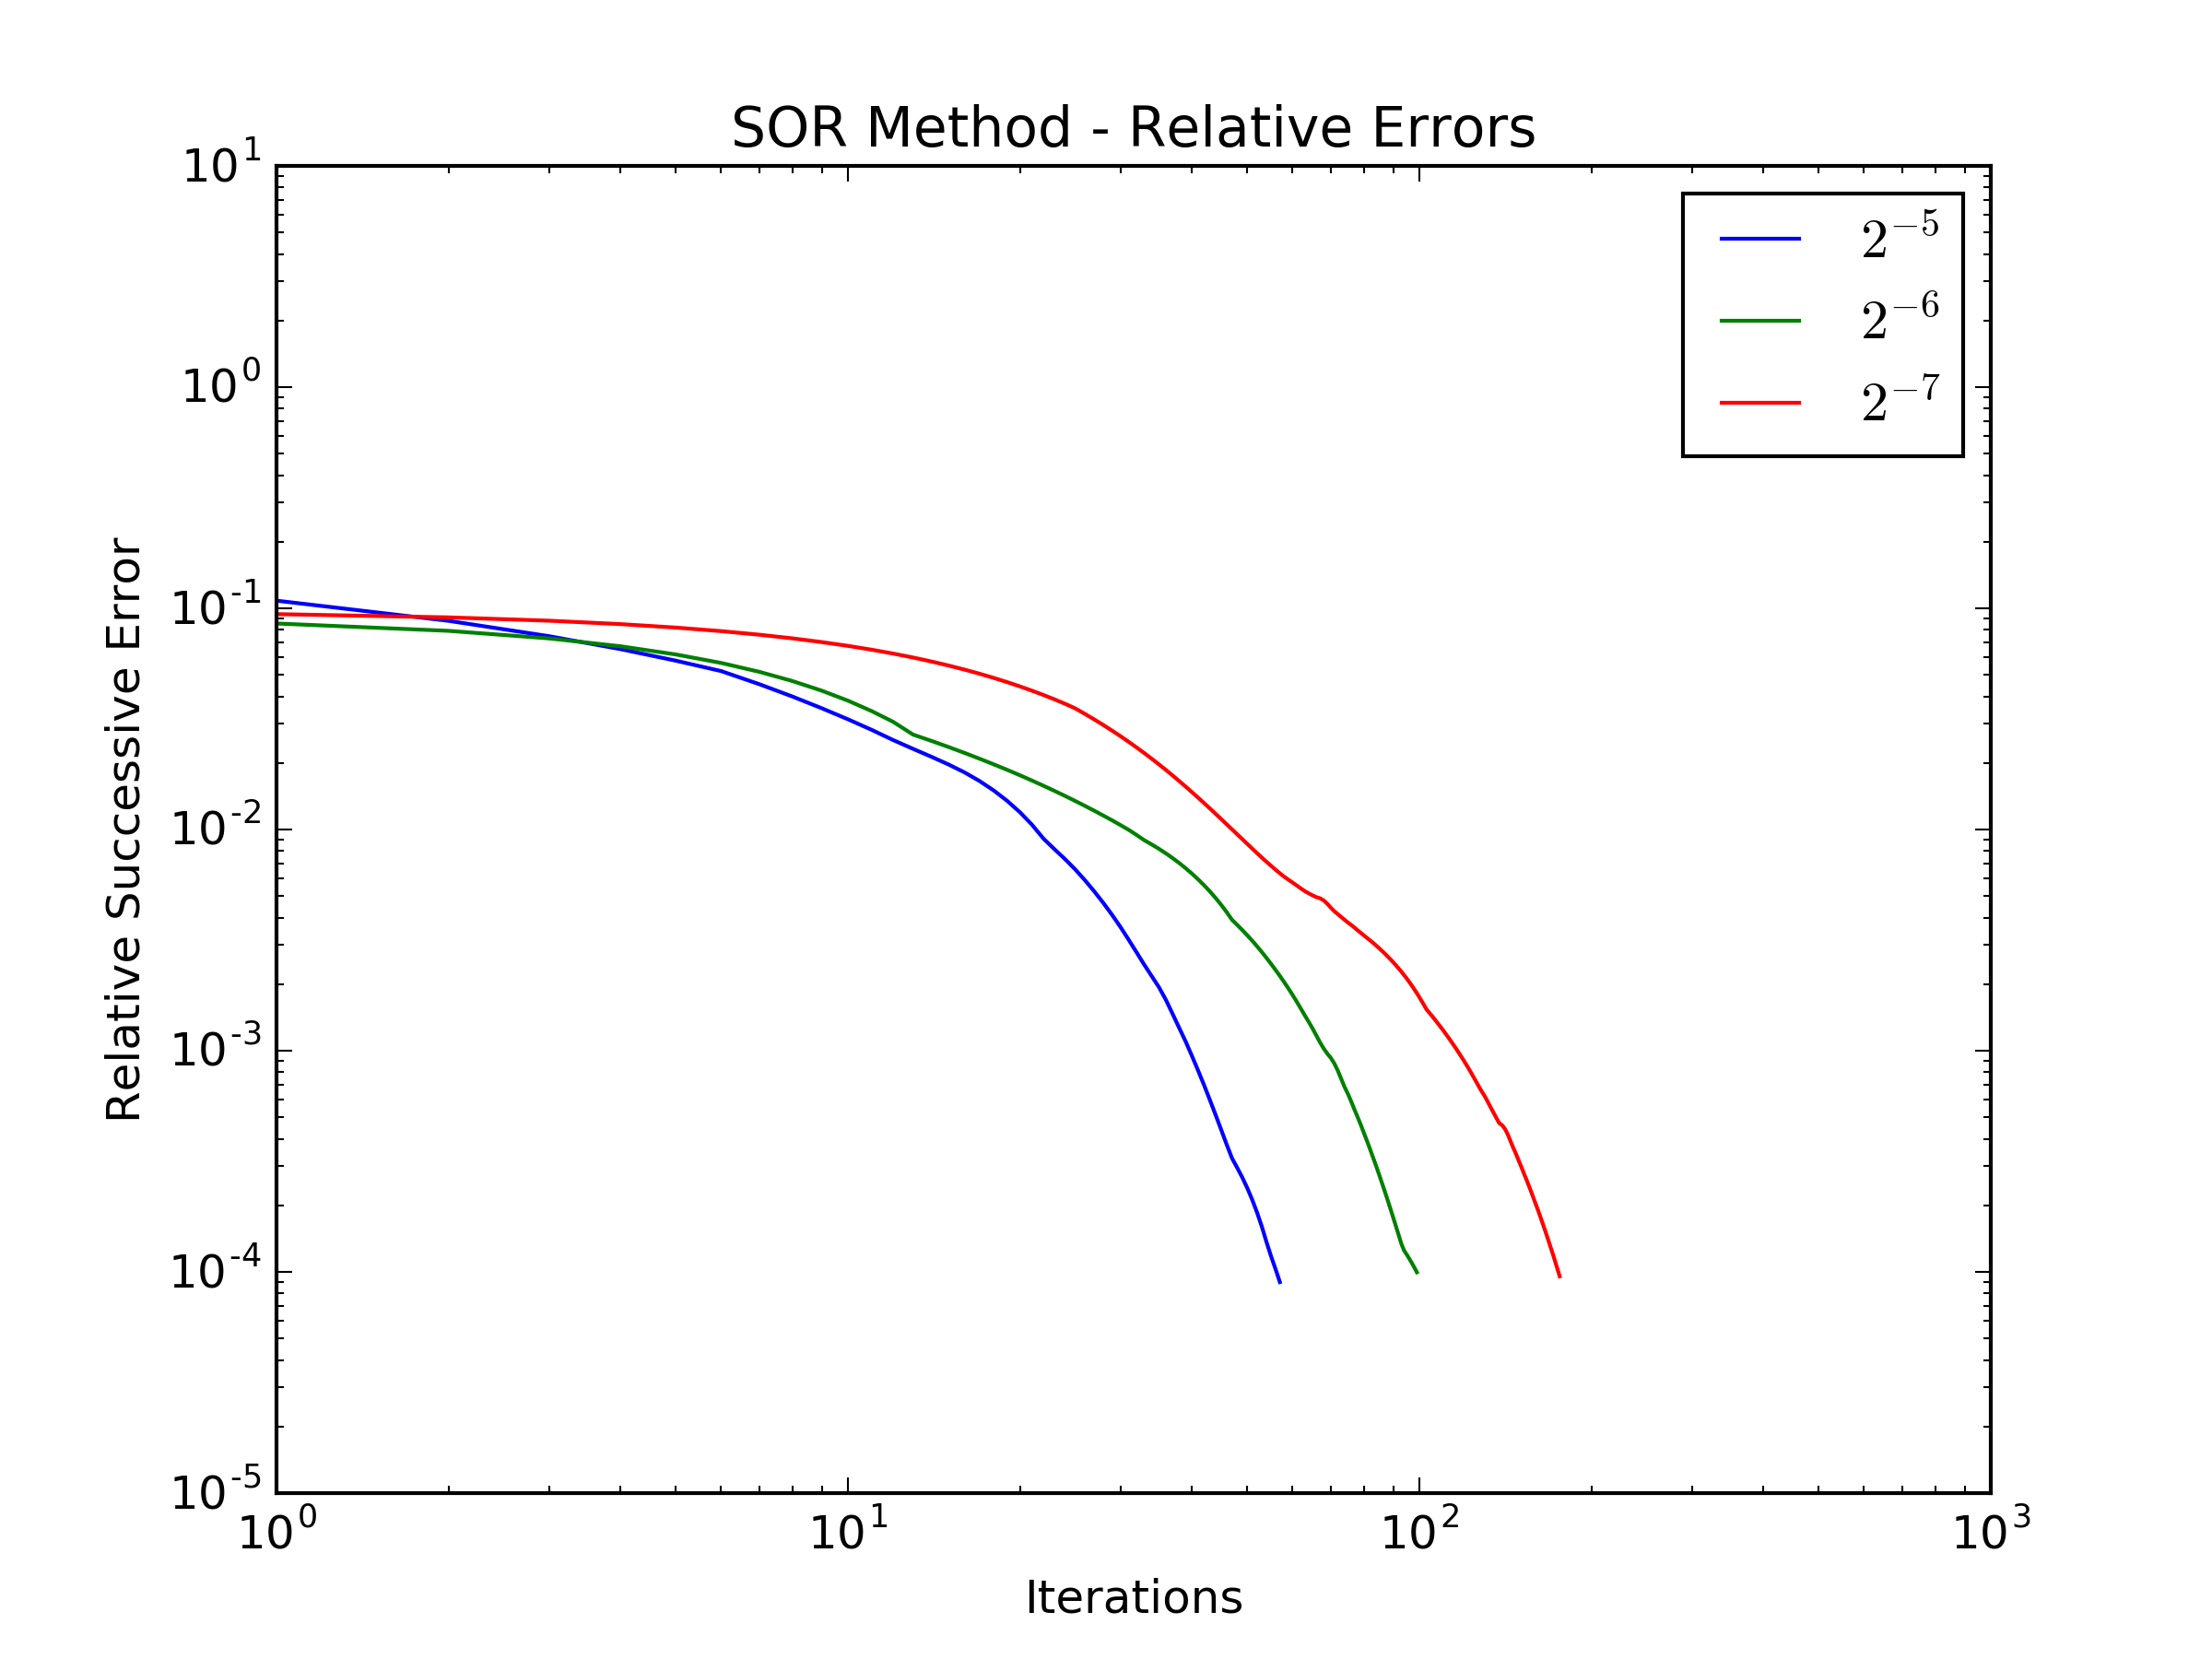 SOR Method - Relative Errors
10^1
10^0
10^-1
10^-2
10^-3
10^-4
10^-5
Relative Successive Error
2^−5
2^−6
2^−7
10^0 10^1 10^2 10^3
Iterations